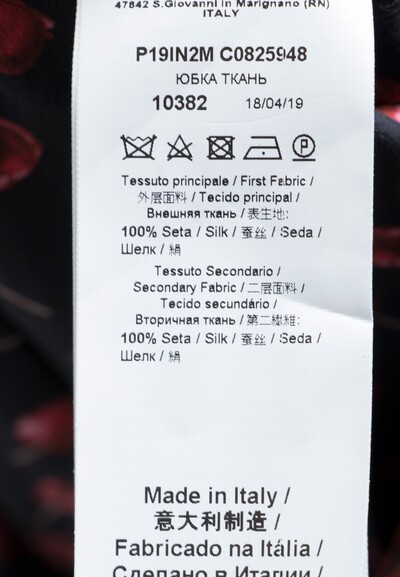 47842 S.Giovanni in Marignano (RN)
ITALY
P19IN2M C0825948
ЮБКА ТКАНЬ
10382 18/04/19
P
Tessuto principale / First Fabric /
外层面料 / Tecido principal /
Внешняя ткань / 表生地:
100% Seta / Silk / 蚕丝 / Seda /
Шелк / 絹
Tessuto Secondario /
Secondary Fabric / 二层面料 /
Tecido secundário /
Вторичная ткань / 第二繊維:
100% Seta / Silk / 蚕丝 / Seda /
Шелк / 絹
Made in Italy /
意大利制造 /
Fabricado na Itália /
Сделано в Италии /